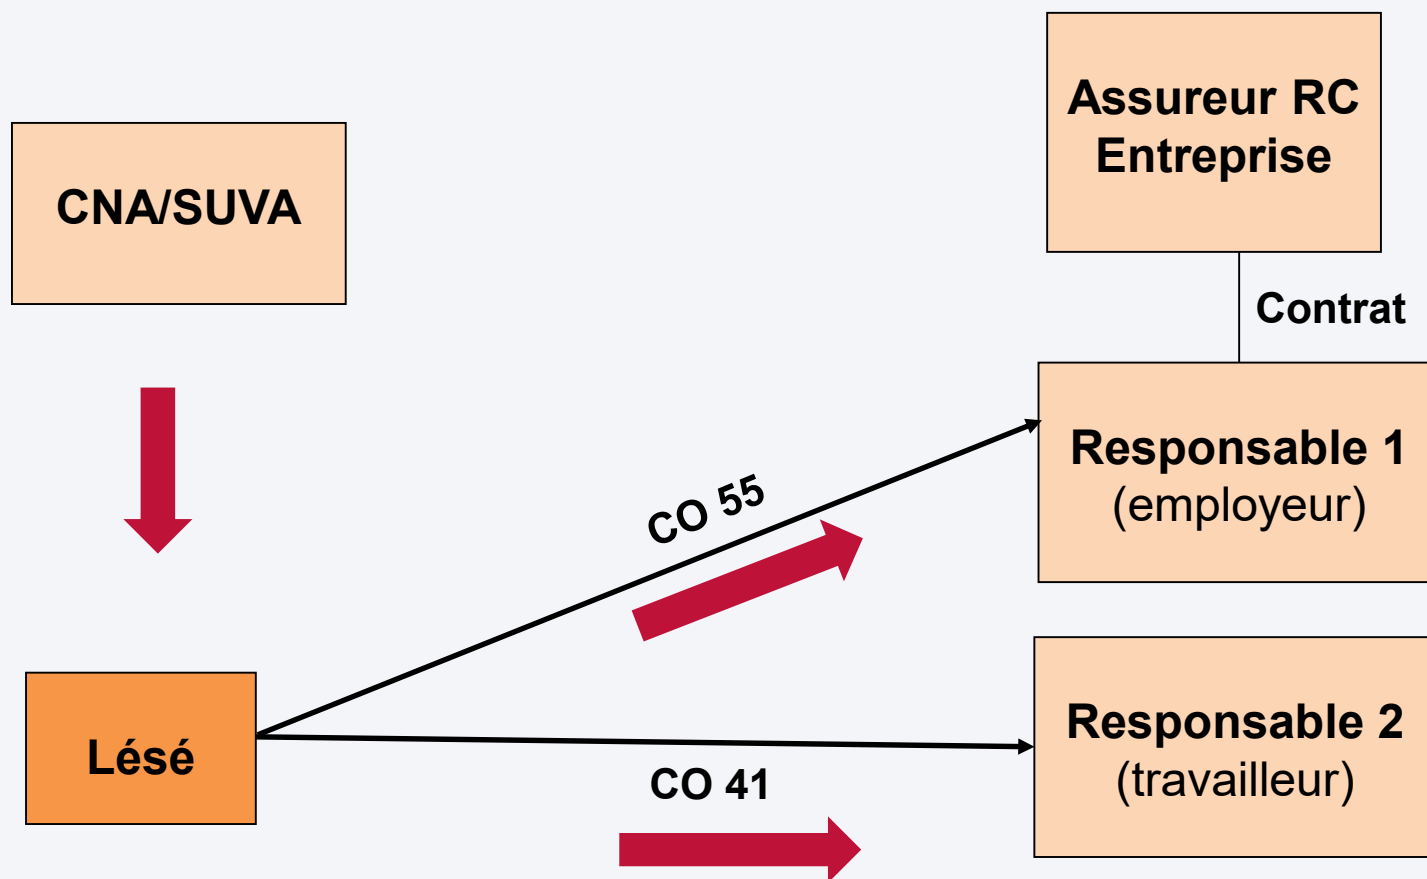 Assureur RC
Entreprise
CNA/SUVA
Contrat
Responsable 1
(employeur)
CO 55
Lésé
CO 41
Responsable 2
(travailleur)